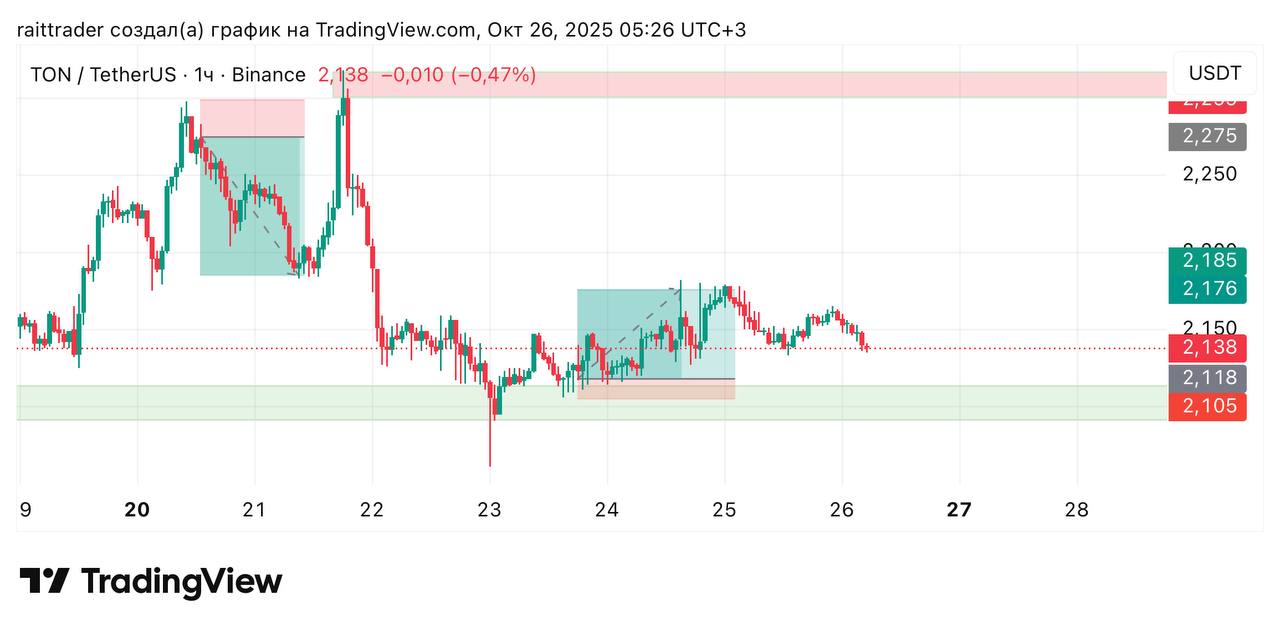 raittrader создал(а) график на TradingView.com, Окт 26, 2025 05:26 UTC+3
TON / TetherUS · 1ч · Binance 2,138 −0,010 (−0,47%)
USDT
2,275
2,250
2,185
2,176
2,150
2,138
2,118
2,105
9 20 21 22 23 24 25 26 27 28
TradingView